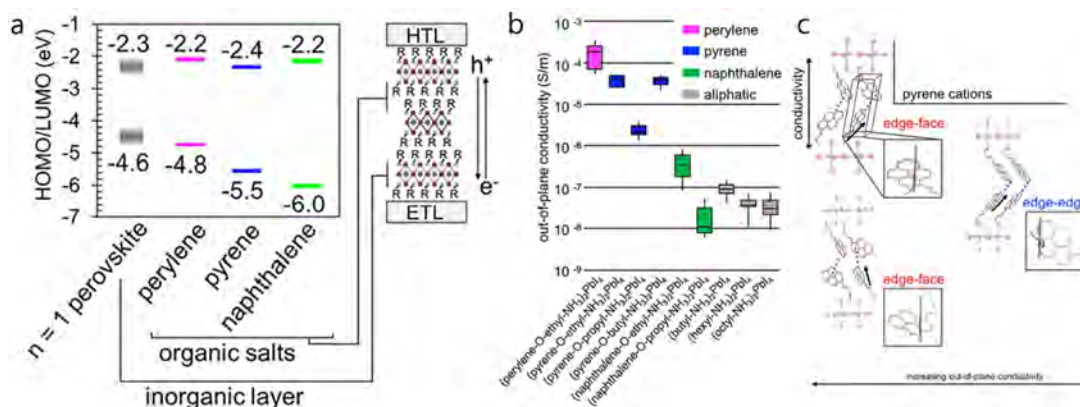 a
HOMO/LUMO (eV)
-1
-2
-3
-4
-5
-6
-7
-2.3
-2.2
-2.4
-2.2
-4.6
-4.8
-5.5
-6.0
n = 1 perovskite
perylene
pyrene
naphthalene
organic salts
inorganic layer
HTL
R R R R R
h+
R R R R R
R R R R R
R R R R R
e-
ETL
b
out-of-plane conductivity (S/m)
10-3
10-4
10-5
10-6
10-7
10-8
10-9
perylene
pyrene
naphthalene
aliphatic
(perylene-O-ethyl-NH3)2PbI4
(pyrene-O-ethyl-NH3)2PbI4
(pyrene-O-propyl-NH3)2PbI4
(pyrene-O-butyl-NH3)2PbI4
(naphthalene-O-ethyl-NH3)2PbI4
(naphthalene-O-propyl-NH3)2PbI4
(butyl-NH3)2PbI4
(hexyl-NH3)2PbI4
(octyl-NH3)2PbI4
c
conductivity
pyrene cations
edge-face
edge-edge
edge-face
increasing out-of-plane conductivity